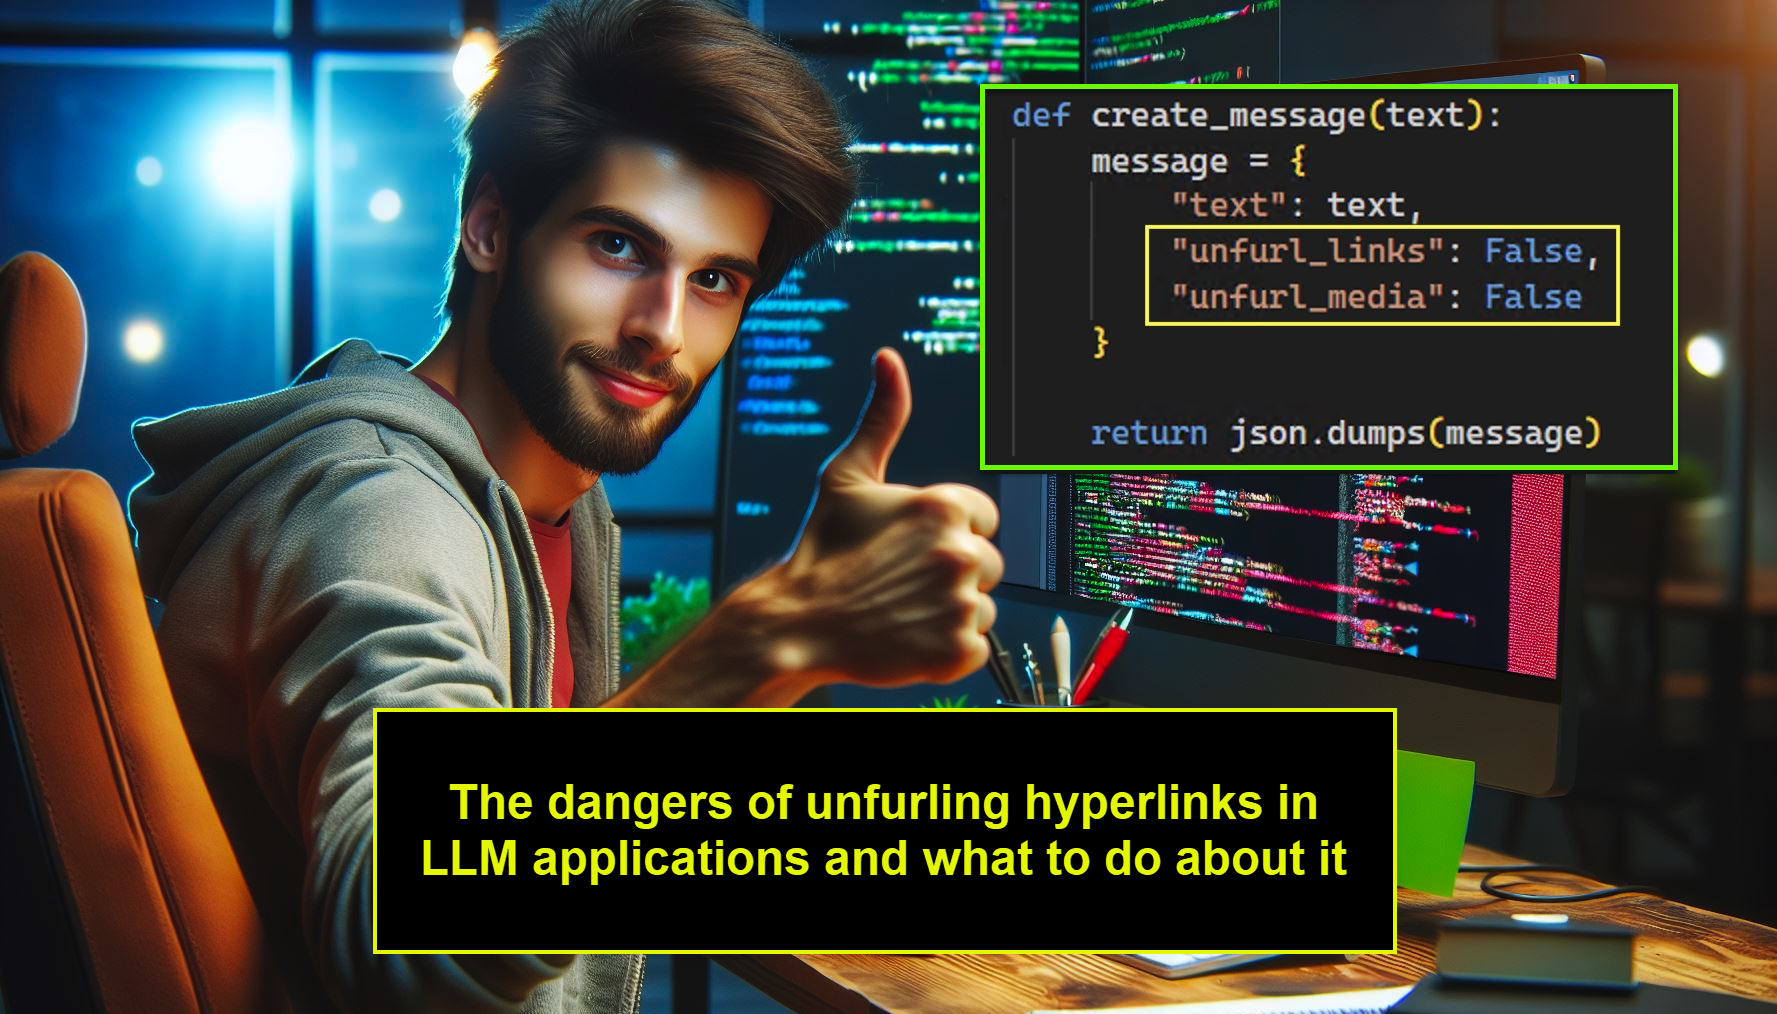 def create_message(text):
message = {
"text": text,
"unfurl_links": False,
"unfurl_media": False
}
return json.dumps(message)
The dangers of unfurling hyperlinks in
LLM applications and what to do about it